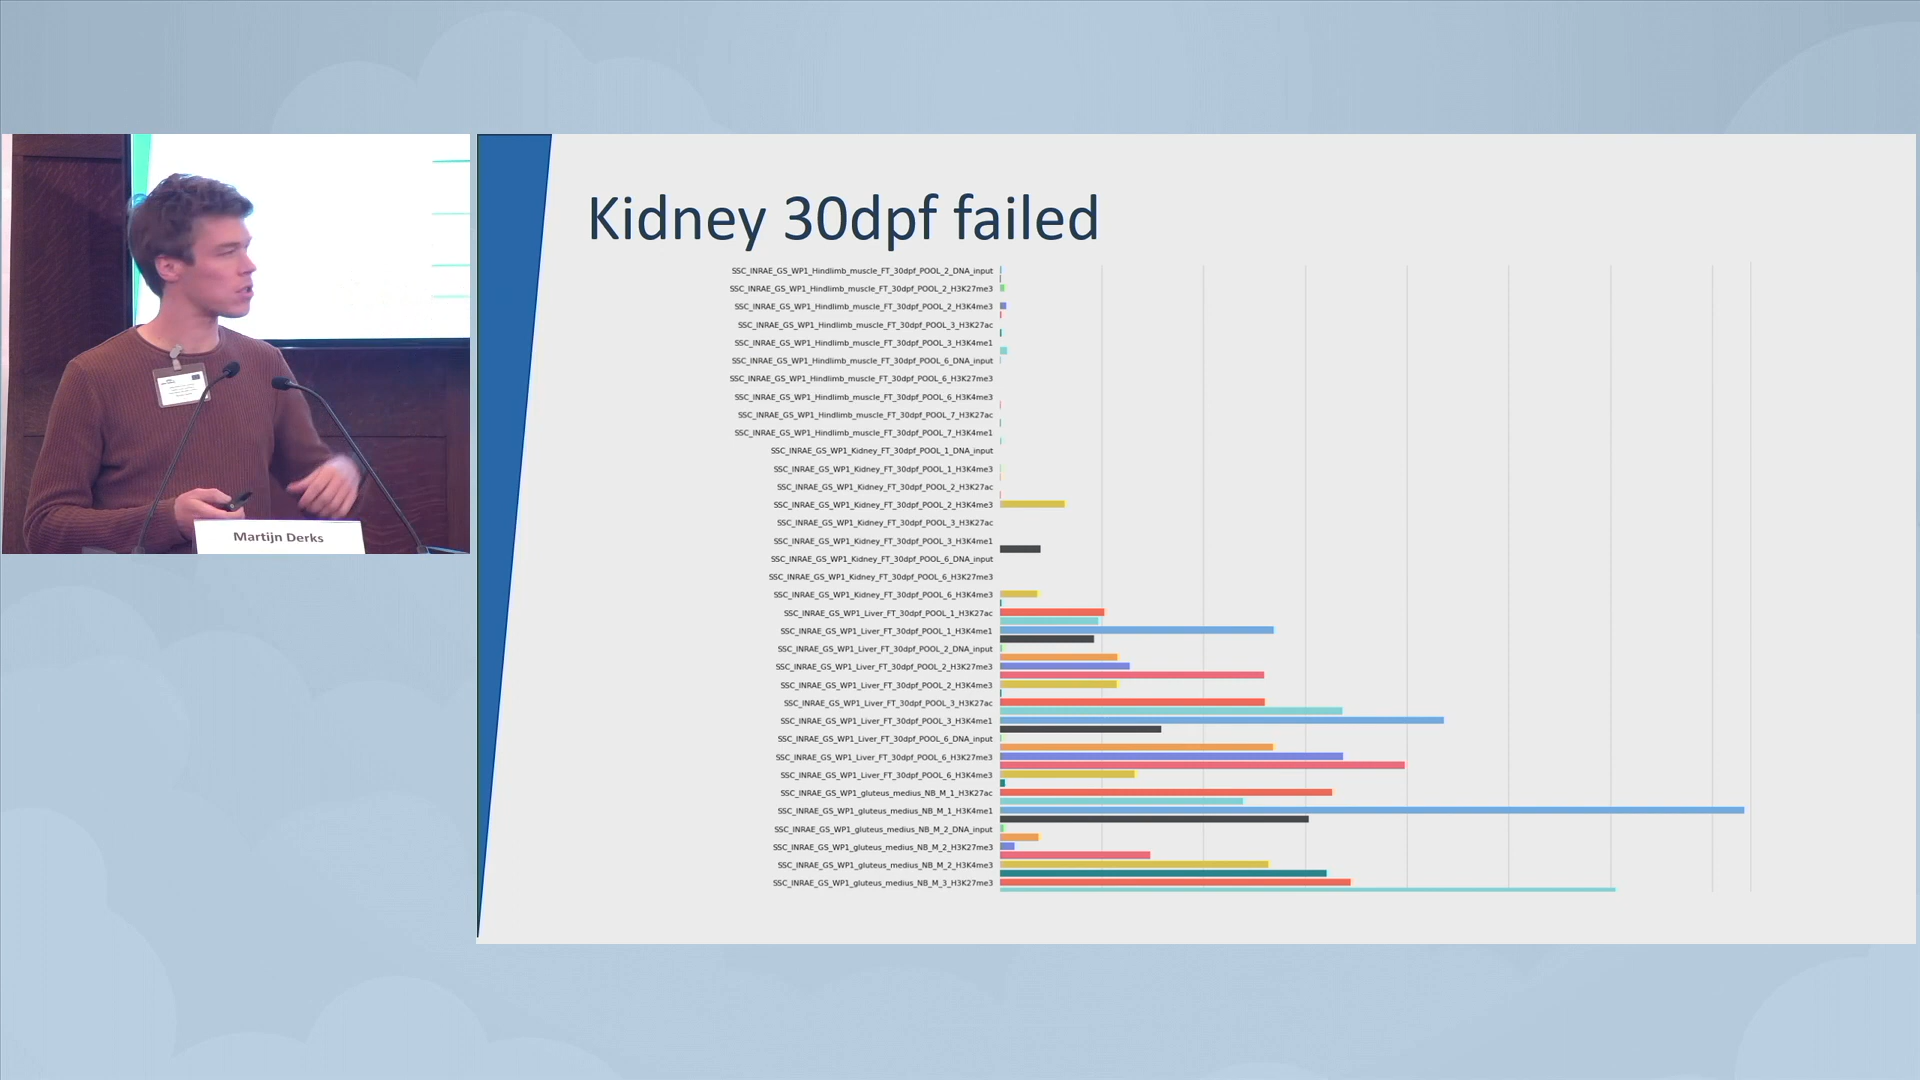 Kidney 30dpf failed
SSC_INRAE_GS_WP1_Hindlimb_muscle_FT_30dpf_POOL_2_DNA_input
SSC_INRAE_GS_WP1_Hindlimb_muscle_FT_30dpf_POOL_2_H3K27me3
SSC_INRAE_GS_WP1_Hindlimb_muscle_FT_30dpf_POOL_2_H3K4me3
SSC_INRAE_GS_WP1_Hindlimb_muscle_FT_30dpf_POOL_3_H3K27ac
SSC_INRAE_GS_WP1_Hindlimb_muscle_FT_30dpf_POOL_3_H3K4me1
SSC_INRAE_GS_WP1_Hindlimb_muscle_FT_30dpf_POOL_6_DNA_input
SSC_INRAE_GS_WP1_Hindlimb_muscle_FT_30dpf_POOL_6_H3K27me3
SSC_INRAE_GS_WP1_Hindlimb_muscle_FT_30dpf_POOL_6_H3K4me3
SSC_INRAE_GS_WP1_Hindlimb_muscle_FT_30dpf_POOL_7_H3K27ac
SSC_INRAE_GS_WP1_Hindlimb_muscle_FT_30dpf_POOL_7_H3K4me1
SSC_INRAE_GS_WP1_Kidney_FT_30dpf_POOL_1_DNA_input
SSC_INRAE_GS_WP1_Kidney_FT_30dpf_POOL_1_H3K4me3
SSC_INRAE_GS_WP1_Kidney_FT_30dpf_POOL_2_H3K27ac
SSC_INRAE_GS_WP1_Kidney_FT_30dpf_POOL_2_H3K4me3
SSC_INRAE_GS_WP1_Kidney_FT_30dpf_POOL_3_H3K27ac
SSC_INRAE_GS_WP1_Kidney_FT_30dpf_POOL_3_H3K4me1
SSC_INRAE_GS_WP1_Kidney_FT_30dpf_POOL_6_DNA_input
SSC_INRAE_GS_WP1_Kidney_FT_30dpf_POOL_6_H3K27me3
SSC_INRAE_GS_WP1_Kidney_FT_30dpf_POOL_6_H3K4me3
SSC_INRAE_GS_WP1_Liver_FT_30dpf_POOL_1_H3K27ac
SSC_INRAE_GS_WP1_Liver_FT_30dpf_POOL_1_H3K4me1
SSC_INRAE_GS_WP1_Liver_FT_30dpf_POOL_2_DNA_input
SSC_INRAE_GS_WP1_Liver_FT_30dpf_POOL_2_H3K27me3
SSC_INRAE_GS_WP1_Liver_FT_30dpf_POOL_2_H3K4me3
SSC_INRAE_GS_WP1_Liver_FT_30dpf_POOL_3_H3K27ac
SSC_INRAE_GS_WP1_Liver_FT_30dpf_POOL_3_H3K4me1
SSC_INRAE_GS_WP1_Liver_FT_30dpf_POOL_6_DNA_input
SSC_INRAE_GS_WP1_Liver_FT_30dpf_POOL_6_H3K27me3
SSC_INRAE_GS_WP1_Liver_FT_30dpf_POOL_6_H3K4me3
SSC_INRAE_GS_WP1_gluteus_medius_NB_M_1_H3K27ac
SSC_INRAE_GS_WP1_gluteus_medius_NB_M_1_H3K4me1
SSC_INRAE_GS_WP1_gluteus_medius_NB_M_2_DNA_input
SSC_INRAE_GS_WP1_gluteus_medius_NB_M_2_H3K27me3
SSC_INRAE_GS_WP1_gluteus_medius_NB_M_2_H3K4me3
SSC_INRAE_GS_WP1_gluteus_medius_NB_M_3_H3K27me3
Martijn Derks